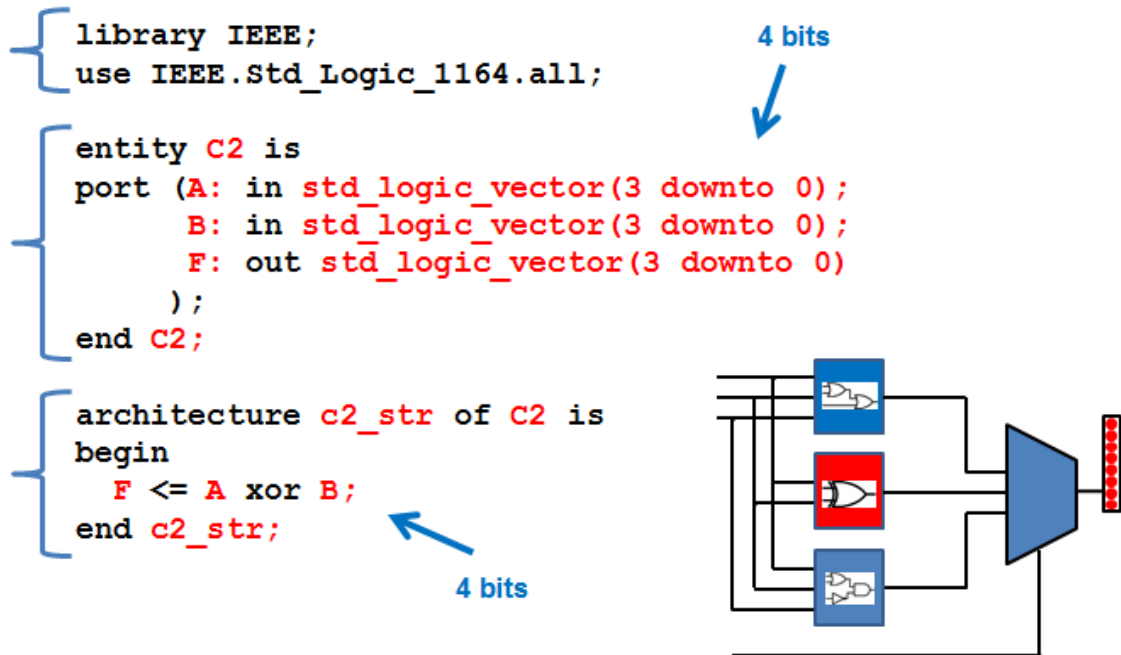 library IEEE;
use IEEE.Std_Logic_1164.all;
4 bits
entity C2 is
port (A: in std_logic_vector(3 downto 0);
B: in std_logic_vector(3 downto 0);
F: out std_logic_vector(3 downto 0)
);
end C2;
architecture c2_str of C2 is
begin
F <= A xor B;
end c2_str;
4 bits